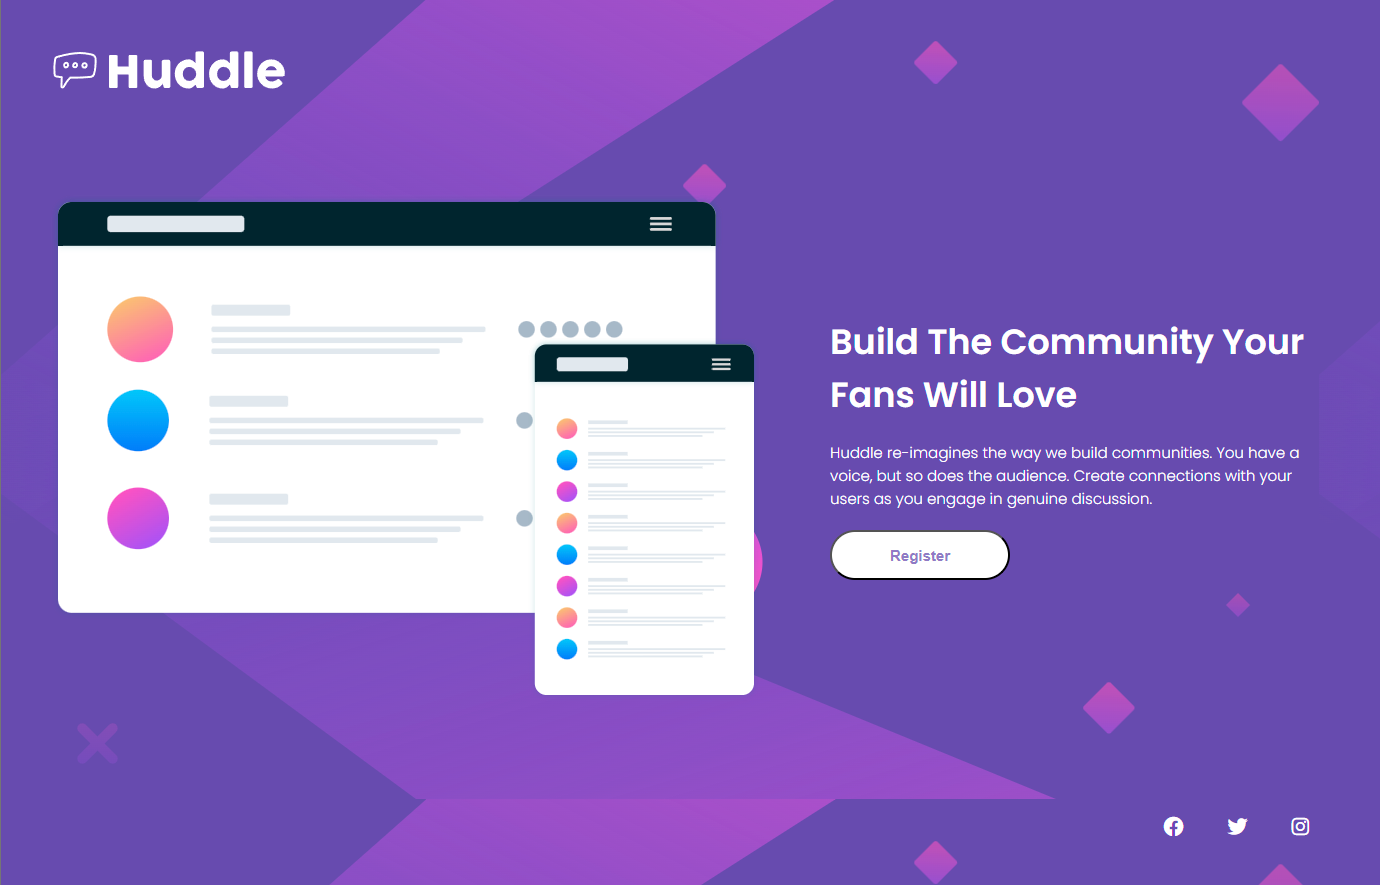 Huddle
Build The Community Your
Fans Will Love
Huddle re-imagines the way we build communities. You have a
voice, but so does the audience. Create connections with your
users as you engage in genuine discussion.
Register